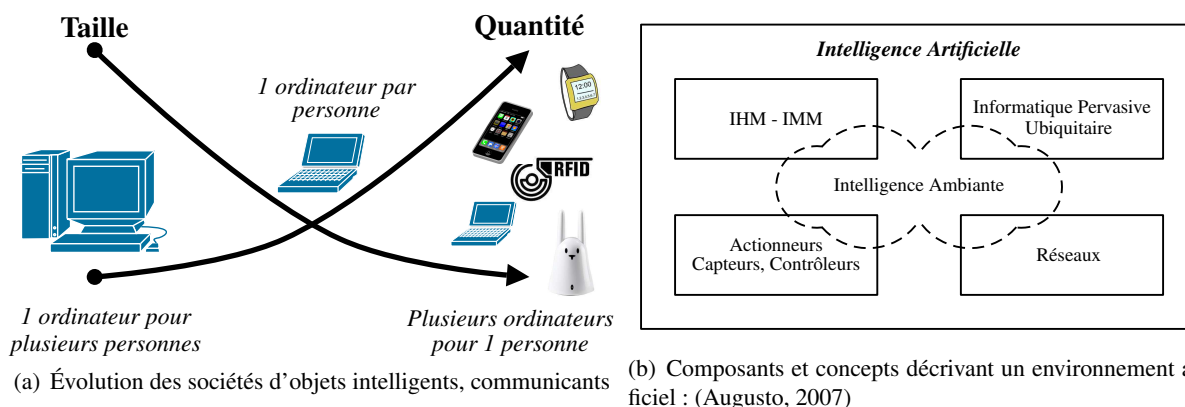 Taille
Quantité
1 ordinateur par
personne
12:00
RFID
1 ordinateur pour
plusieurs personnes
Plusieurs ordinateurs
pour 1 personne
(a) Évolution des sociétés d'objets intelligents, communicants
Intelligence Artificielle
IHM - IMM
Informatique Pervasive
Ubiquitaire
Intelligence Ambiante
Actionneurs
Capteurs, Contrôleurs
Réseaux
(b) Composants et concepts décrivant un environnement a
ficiel : (Augusto, 2007)